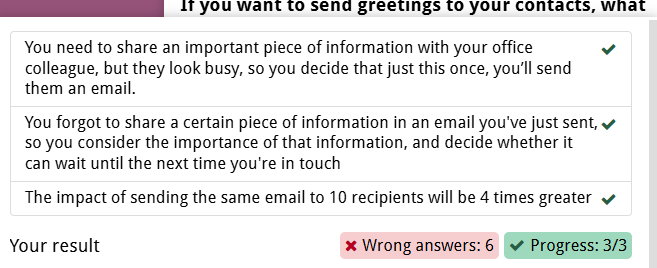 If you want to send greetings to your contacts, what
You need to share an important piece of information with your office
colleague, but they look busy, so you decide that just this once, you’ll send
them an email.
You forgot to share a certain piece of information in an email you've just sent,
so you consider the importance of that information, and decide whether it
can wait until the next time you're in touch
The impact of sending the same email to 10 recipients will be 4 times greater
Your result
Wrong answers: 6
Progress: 3/3